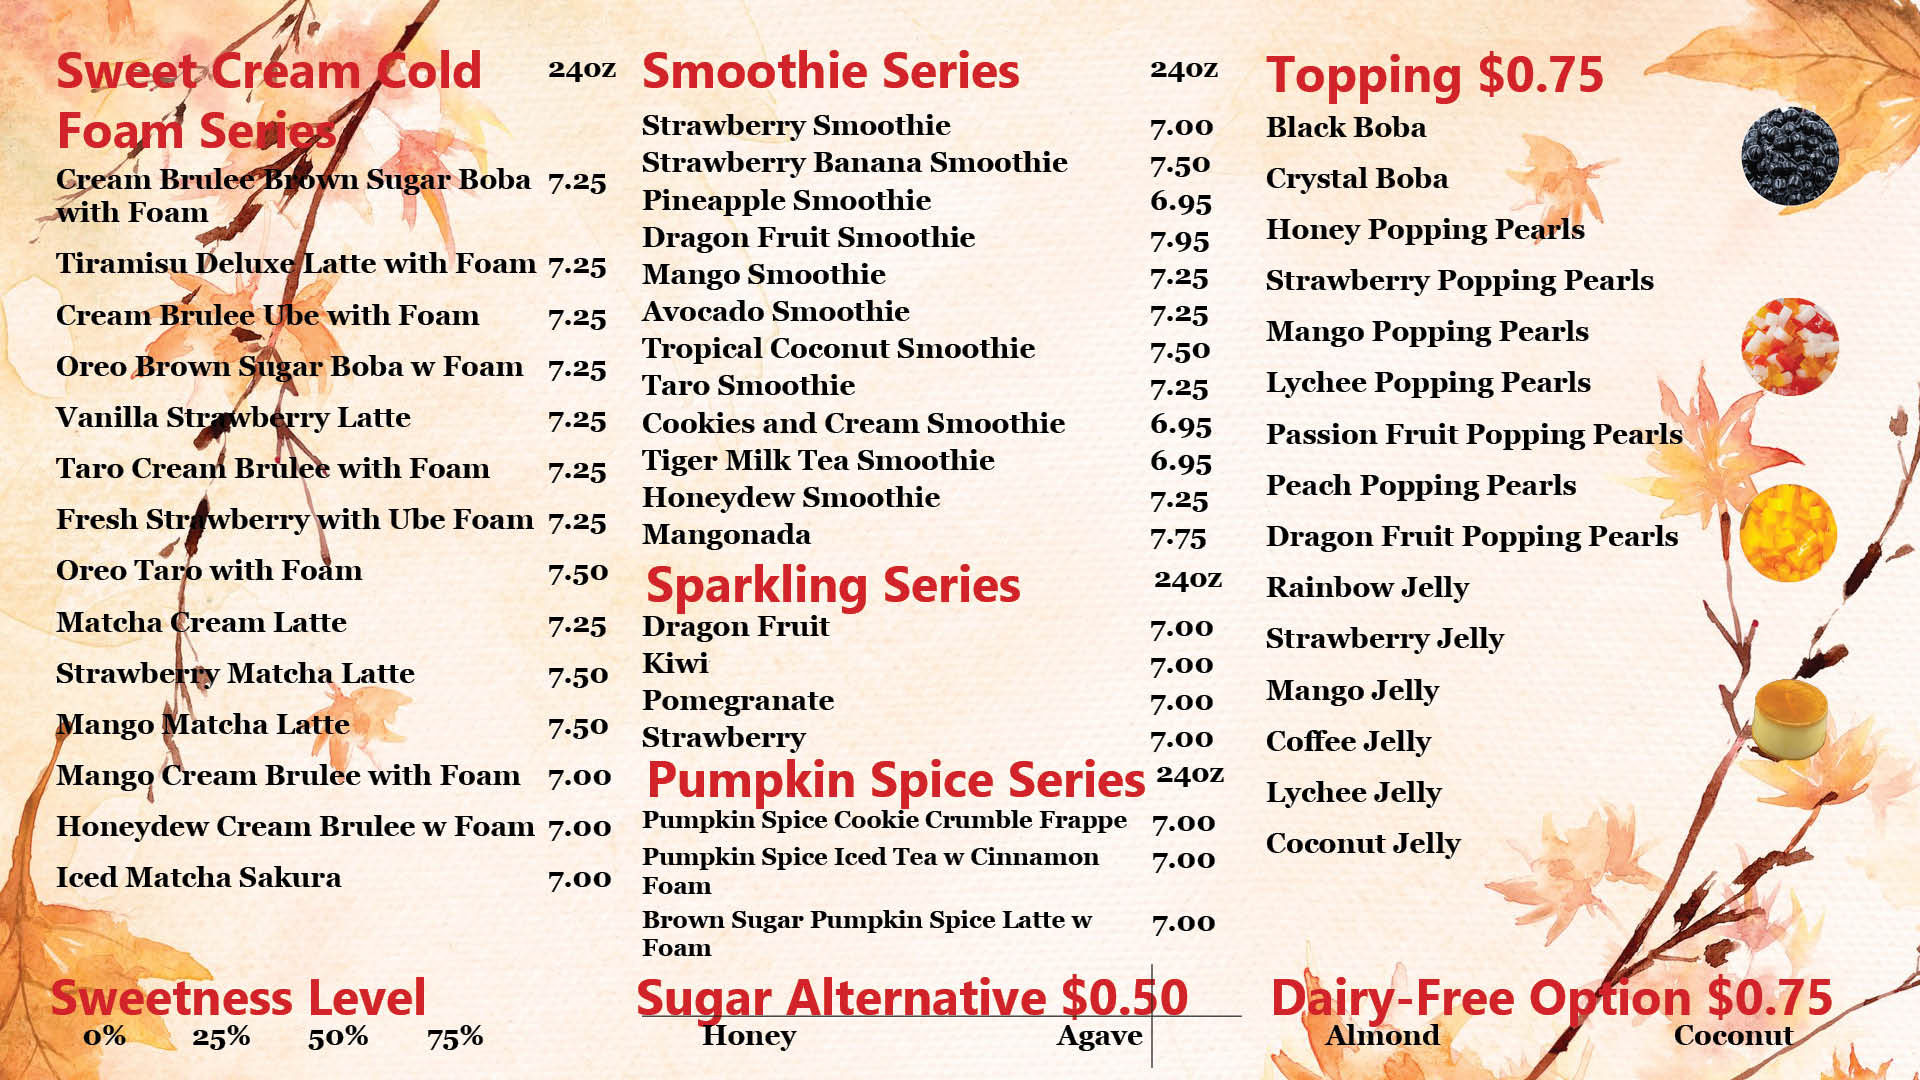 Sweet Cream Cold 24oz
Foam Series
Cream Brulee Brown Sugar Boba 7.25
with Foam
Tiramisu Deluxe Latte with Foam 7.25
Cream Brulee Ube with Foam 7.25
Oreo Brown Sugar Boba w Foam 7.25
Vanilla Strawberry Latte 7.25
Taro Cream Brulee with Foam 7.25
Fresh Strawberry with Ube Foam 7.25
Oreo Taro with Foam 7.50
Matcha Cream Latte 7.25
Strawberry Matcha Latte 7.50
Mango Matcha Latte 7.50
Mango Cream Brulee with Foam 7.00
Honeydew Cream Brulee w Foam 7.00
Iced Matcha Sakura 7.00
Smoothie Series 24oz
Strawberry Smoothie 7.00
Strawberry Banana Smoothie 7.50
Pineapple Smoothie 6.95
Dragon Fruit Smoothie 7.95
Mango Smoothie 7.25
Avocado Smoothie 7.25
Tropical Coconut Smoothie 7.50
Taro Smoothie 7.25
Cookies and Cream Smoothie 6.95
Tiger Milk Tea Smoothie 6.95
Honeydew Smoothie 7.25
Mangonada 7.75
Sparkling Series 24oz
Dragon Fruit 7.00
Kiwi 7.00
Pomegranate 7.00
Strawberry 7.00
Pumpkin Spice Series 24oz
Pumpkin Spice Cookie Crumble Frappe 7.00
Pumpkin Spice Iced Tea w Cinnamon 7.00
Foam
Brown Sugar Pumpkin Spice Latte w 7.00
Foam
Topping $0.75
Black Boba
Crystal Boba
Honey Popping Pearls
Strawberry Popping Pearls
Mango Popping Pearls
Lychee Popping Pearls
Passion Fruit Popping Pearls
Peach Popping Pearls
Dragon Fruit Popping Pearls
Rainbow Jelly
Strawberry Jelly
Mango Jelly
Coffee Jelly
Lychee Jelly
Coconut Jelly
Sweetness Level
0% 25% 50% 75%
Sugar Alternative $0.50
Honey Agave
Dairy-Free Option $0.75
Almond Coconut